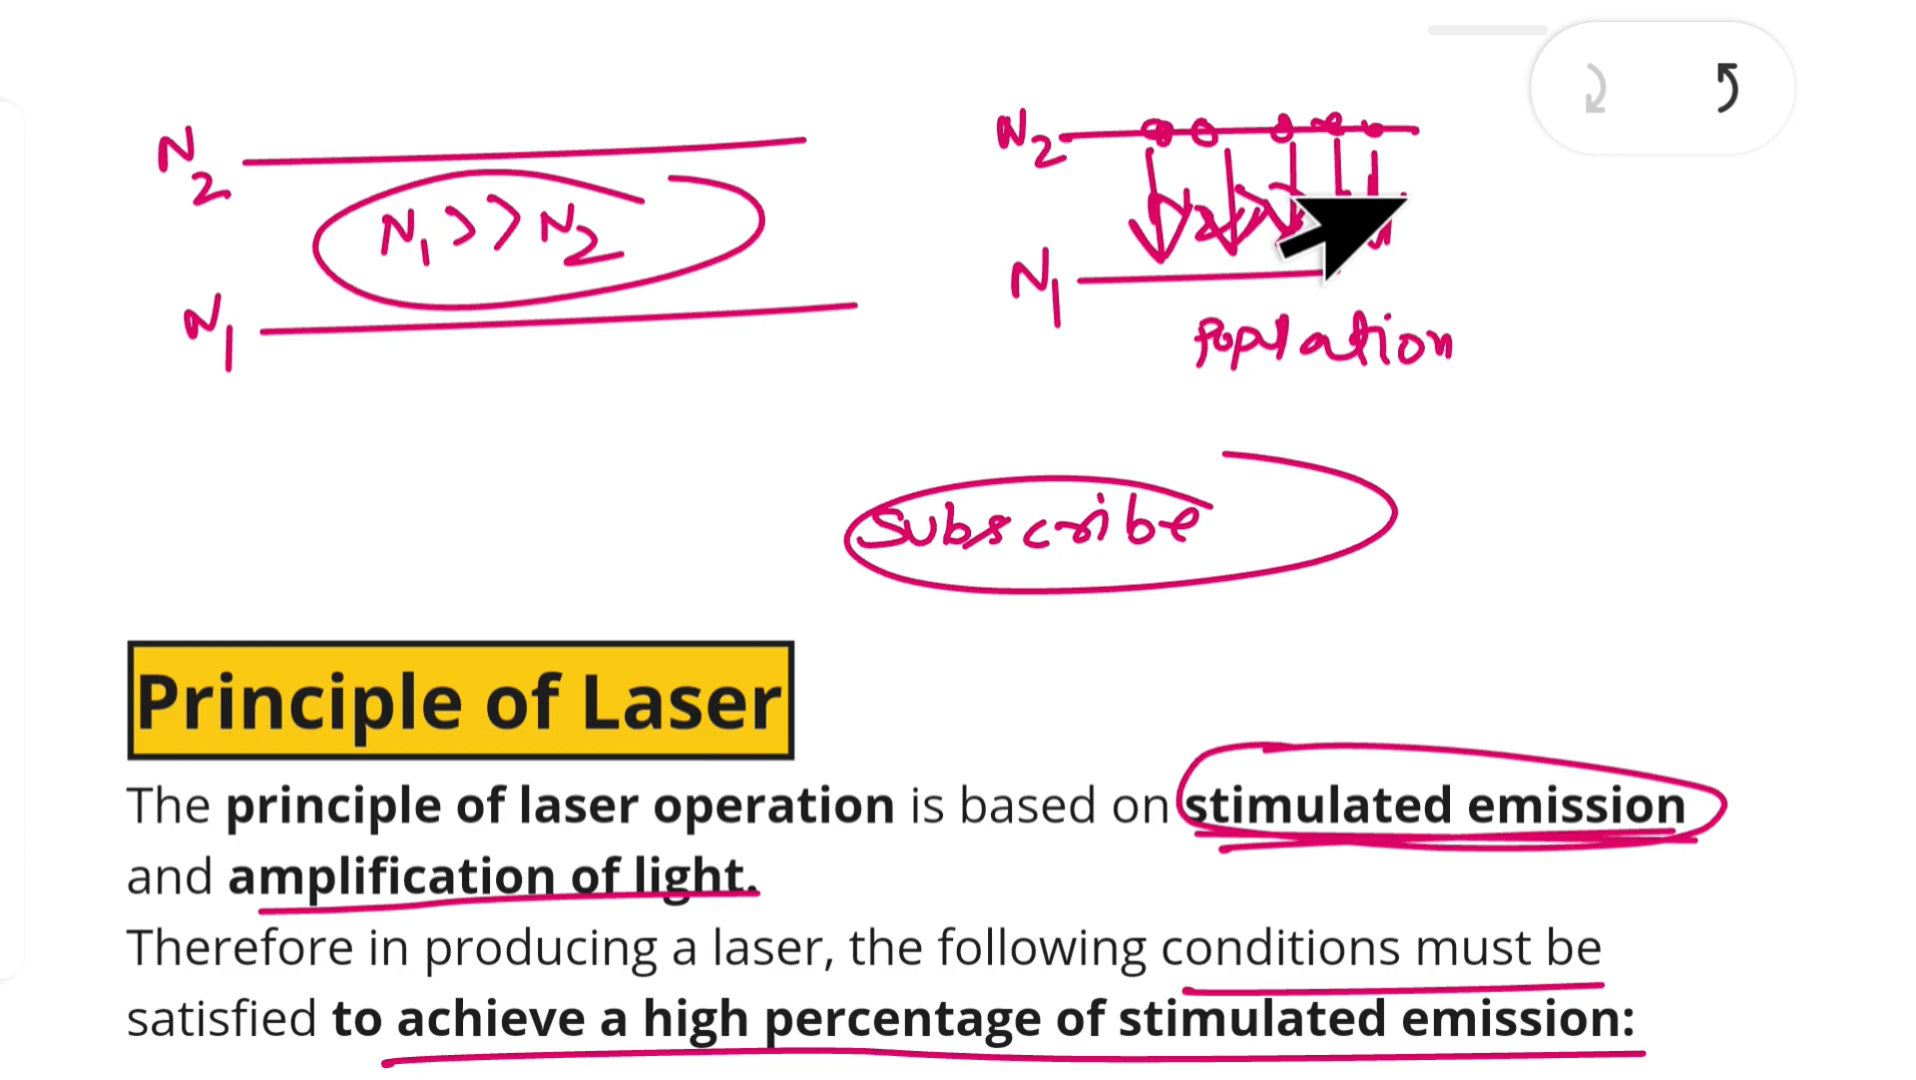 N2
N1 >> N2
N1
N2
N2>>N
N1
Poplation
Subscribe
Principle of Laser
The principle of laser operation is based on stimulated emission
and amplification of light.
Therefore in producing a laser, the following conditions must be
satisfied to achieve a high percentage of stimulated emission: